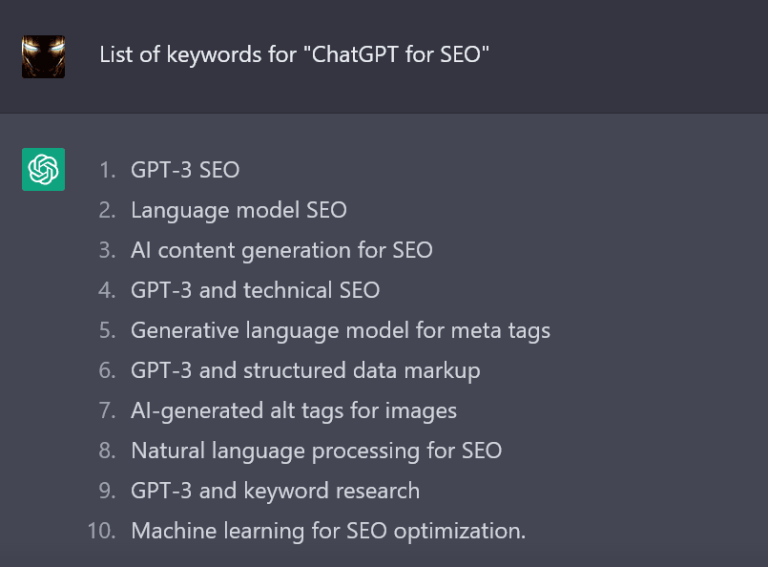 List of keywords for "ChatGPT for SEO"
1. GPT-3 SEO
2. Language model SEO
3. AI content generation for SEO
4. GPT-3 and technical SEO
5. Generative language model for meta tags
6. GPT-3 and structured data markup
7. AI-generated alt tags for images
8. Natural language processing for SEO
9. GPT-3 and keyword research
10. Machine learning for SEO optimization.